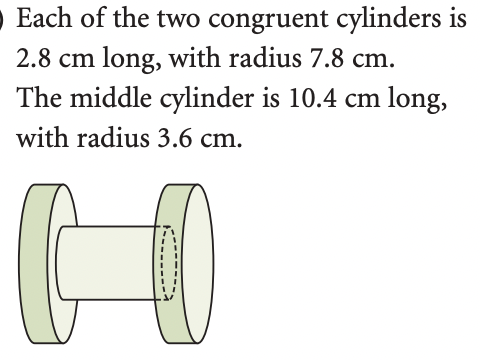 Each of the two congruent cylinders is
2.8 cm long, with radius 7.8 cm.
The middle cylinder is 10.4 cm long,
with radius 3.6 cm.